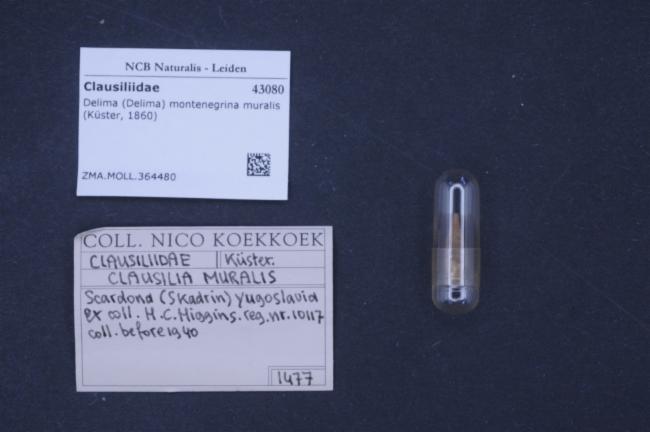 NCB Naturalis - Leiden
Clausiliidae 43080
Delima (Delima) montenegrina muralis
(Küster, 1860)
ZMA.MOLL.364480
COLL. NICO KOEKKOEK
CLAUSILIIDAE Küster.
CLAUSILIA MURALIS
Scardona (Skadrin) Yugoslavia
ex coll. H.C. Higgins. reg. nr. 10117
coll. before 1940
1477